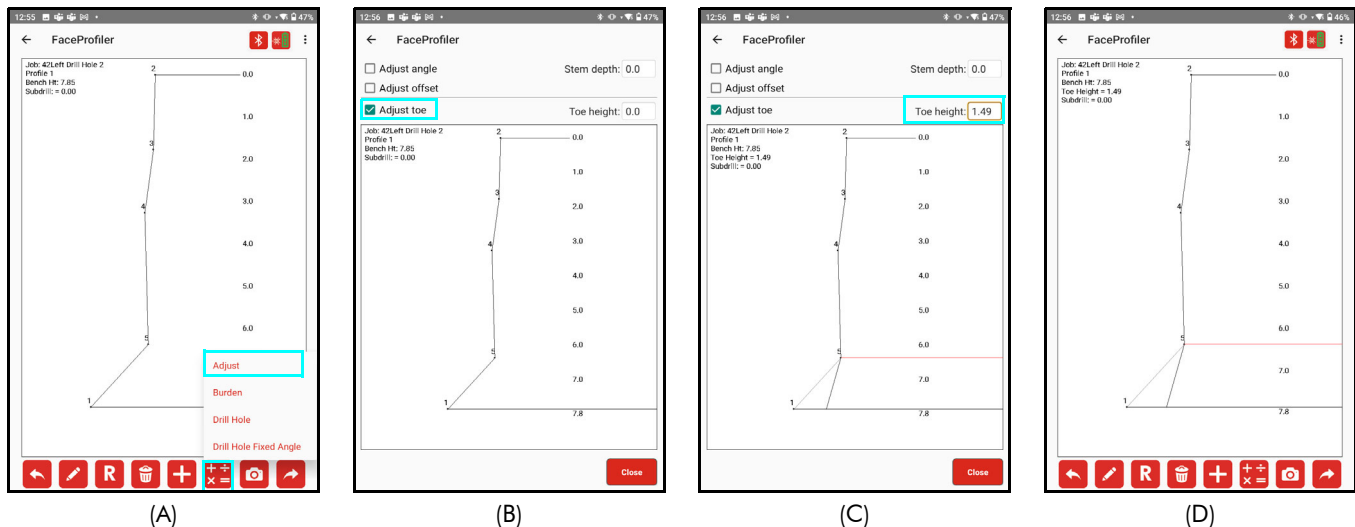 12:55 47%
FaceProfiler
Job: 42Left Drill Hole 2
Profile 1
Bench Ht: 7.85
Subdrill: = 0.00
2
0.0
1.0
3
2.0
4
3.0
4.0
5.0
6.0
5
1
Adjust
Burden
Drill Hole
Drill Hole Fixed Angle
R
(A)
12:56 47%
FaceProfiler
Adjust angle Stem depth: 0.0
Adjust offset
Adjust toe Toe height: 0.0
Job: 42Left Drill Hole 2
Profile 1
Bench Ht: 7.85
Subdrill: = 0.00
2
0.0
1.0
3
2.0
4
3.0
4.0
5.0
6.0
5
7.0
1
7.8
Close
(B)
12:56 47%
FaceProfiler
Adjust angle Stem depth: 0.0
Adjust offset
Adjust toe Toe height: 1.49
Job: 42Left Drill Hole 2
Profile 1
Bench Ht: 7.85
Toe Height = 1.49
Subdrill: = 0.00
2
0.0
1.0
3
2.0
4
3.0
4.0
5.0
6.0
5
7.0
1
7.8
Close
(C)
12:56 46%
FaceProfiler
Job: 42Left Drill Hole 2
Profile 1
Bench Ht: 7.85
Toe Height = 1.49
Subdrill: = 0.00
2
0.0
1.0
3
2.0
4
3.0
4.0
5.0
6.0
5
7.0
1
7.8
R
(D)